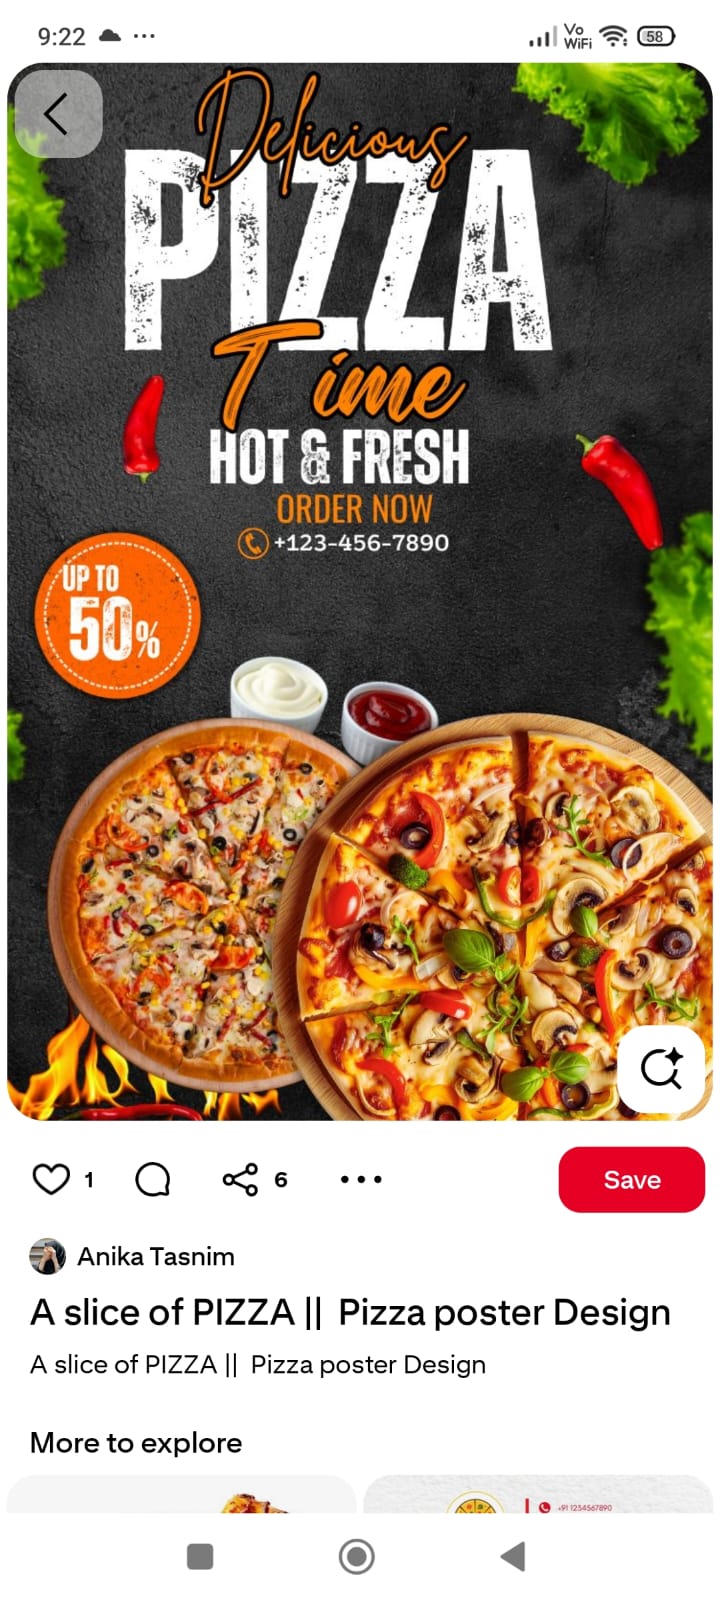 9:22
Vo
WiFi
58
Delicious
PIZZA
Time
HOT & FRESH
ORDER NOW
+123-456-7890
UP TO
50%
1
6
Save
Anika Tasnim
A slice of PIZZA || Pizza poster Design
A slice of PIZZA || Pizza poster Design
More to explore
+91 1234567890